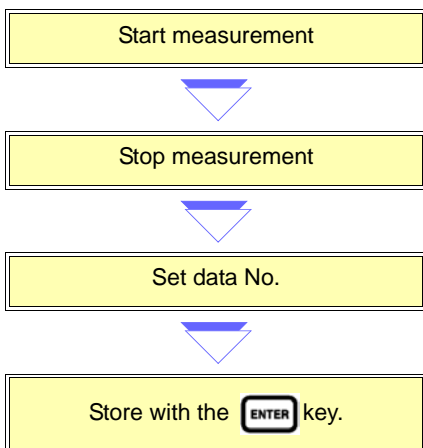 Start measurement
Stop measurement
Set data No.
Store with the ENTER key.